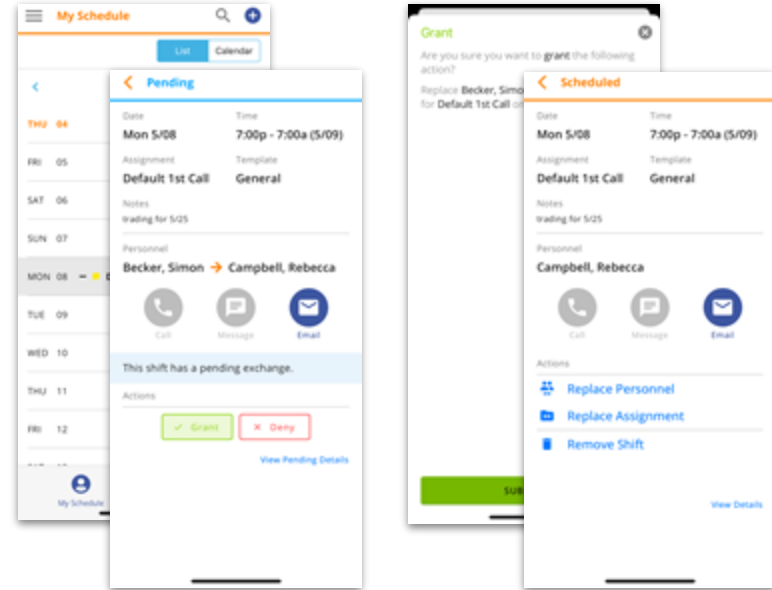 My Schedule
List Calendar
THU 04
FRI 05
SAT 06
SUN 07
MON 08
TUE 09
WED 10
THU 11
FRI 12
My Schedule
Pending
Date Time
Mon 5/08 7:00p - 7:00a (5/09)
Assignment Template
Default 1st Call General
Notes
trading for 5/25
Personnel
Becker, Simon → Campbell, Rebecca
Call Message Email
This shift has a pending exchange.
Actions
Grant Deny
View Pending Details
Grant
Are you sure you want to grant the following
action?
Replace Becker, Simo
for Default 1st Call
SUB
Scheduled
Date Time
Mon 5/08 7:00p - 7:00a (5/09)
Assignment Template
Default 1st Call General
Notes
trading for 5/25
Personnel
Campbell, Rebecca
Call Message Email
Actions
Replace Personnel
Replace Assignment
Remove Shift
View Details